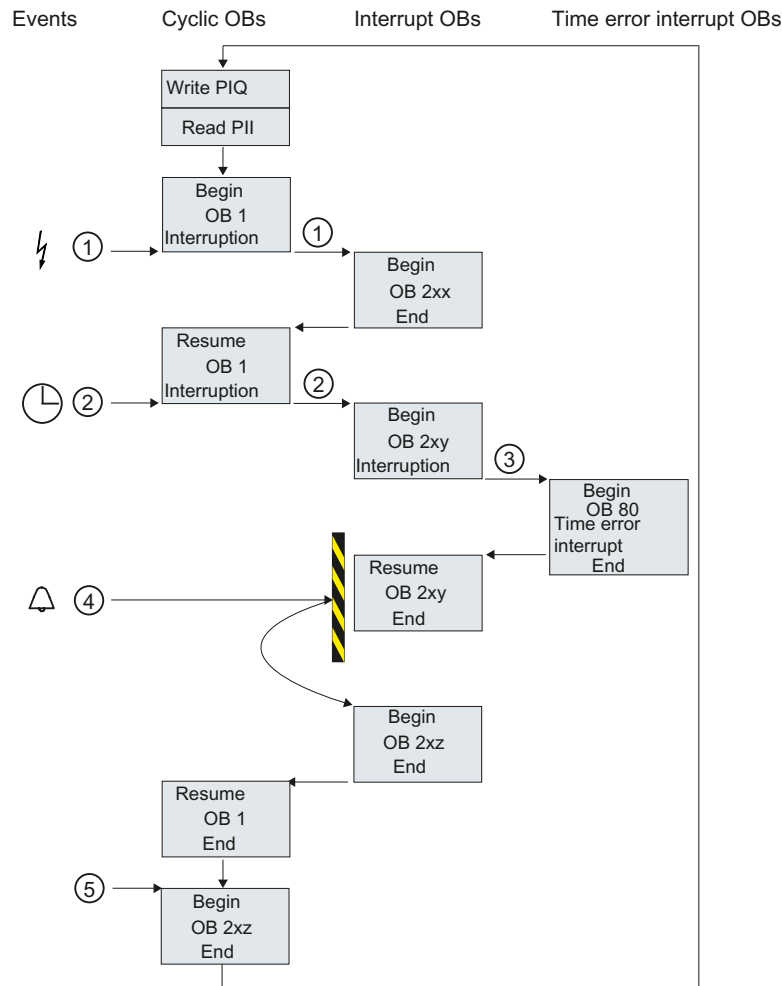 Events Cyclic OBs Interrupt OBs Time error interrupt OBs
Write PIQ
Read PII
Begin
OB 1
Interruption
1
1
Begin
OB 2xx
End
Resume
OB 1
Interruption
2
2
Begin
OB 2xy
Interruption
3
Begin
OB 80
Time error
interrupt
End
Resume
OB 2xy
End
4
Begin
OB 2xz
End
Resume
OB 1
End
5
Begin
OB 2xz
End